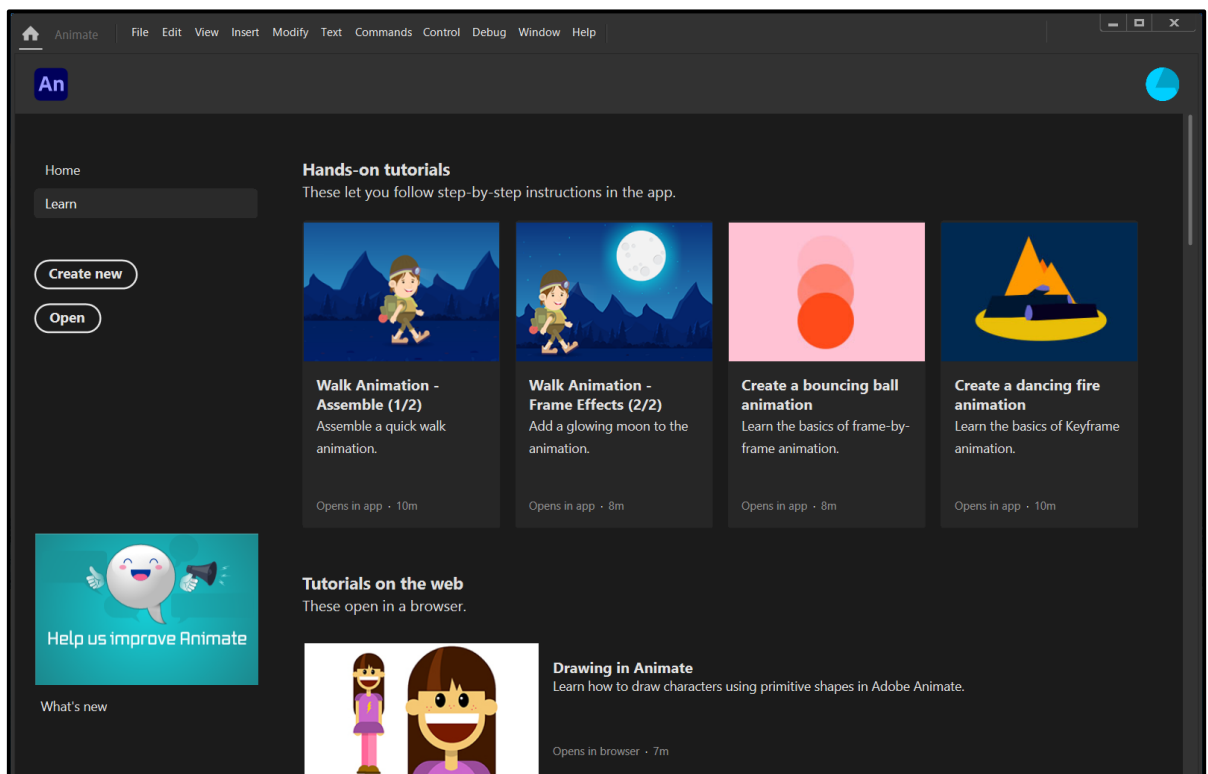 Animate File Edit View Insert Modify Text Commands Control Debug Window Help
An
Home
Learn
Create new
Open
Help us improve Animate
What's new
Hands-on tutorials
These let you follow step-by-step instructions in the app.
Walk Animation -
Assemble (1/2)
Assemble a quick walk
animation.
Opens in app · 10m
Walk Animation -
Frame Effects (2/2)
Add a glowing moon to the
animation.
Opens in app · 8m
Create a bouncing ball
animation
Learn the basics of frame-by-
frame animation.
Opens in app · 8m
Create a dancing fire
animation
Learn the basics of Keyframe
animation.
Opens in app · 10m
Tutorials on the web
These open in a browser.
Drawing in Animate
Learn how to draw characters using primitive shapes in Adobe Animate.
Opens in browser · 7m